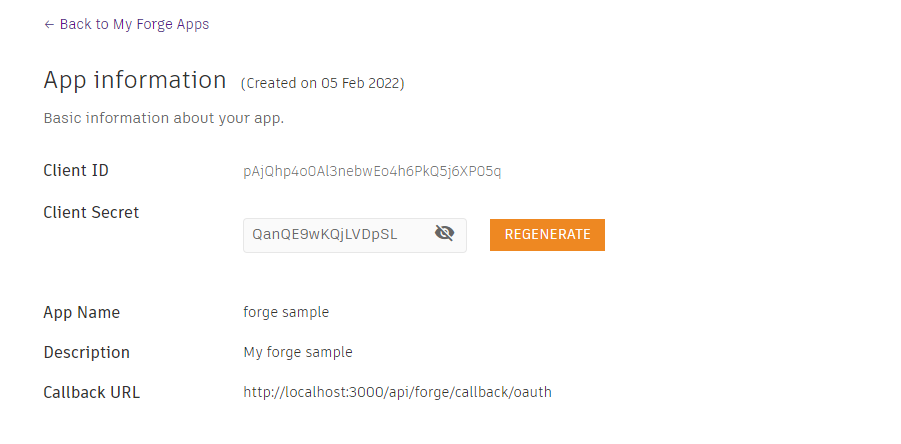 ← Back to My Forge Apps
App information (Created on 05 Feb 2022)
Basic information about your app.
Client ID pAjQhp4o0Al3nebwEo4h6PkQ5j6XP05q
Client Secret
QanQE9wKQjLVDpSL REGENERATE
App Name forge sample
Description My forge sample
Callback URL http://localhost:3000/api/forge/callback/oauth